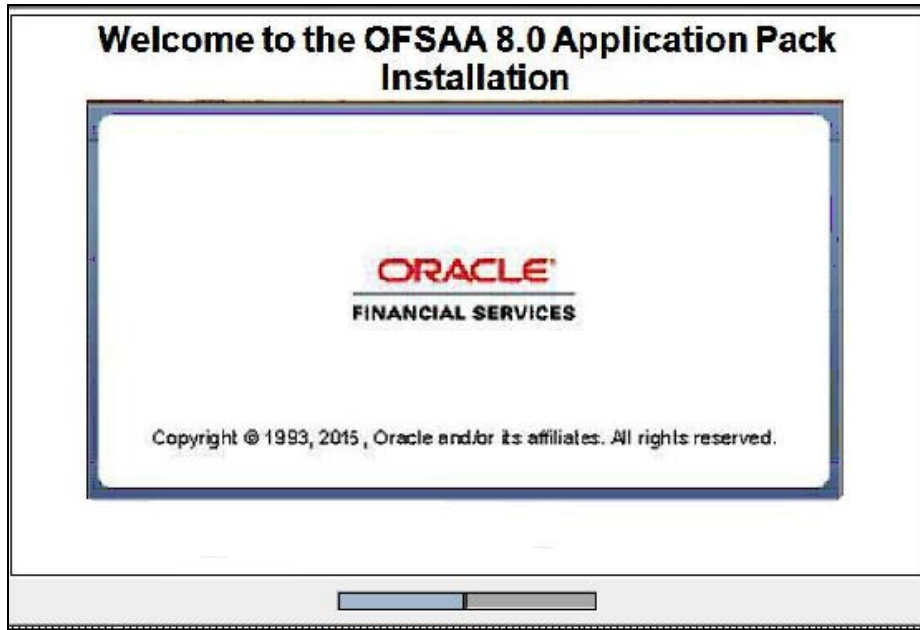 Welcome to the OFSAA 8.0 Application Pack
Installation
ORACLE
FINANCIAL SERVICES
Copyright © 1993, 2015, Oracle and/or its affiliates. All rights reserved.